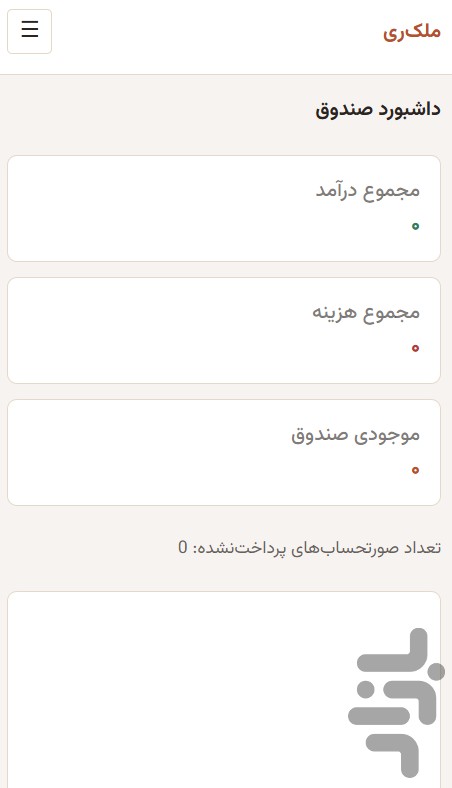 ملک‌ری
☰
داشبورد صندوق
مجموع درآمد
۰
مجموع هزینه
۰
موجودی صندوق
۰
تعداد صورتحساب‌های پرداخت‌نشده: 0